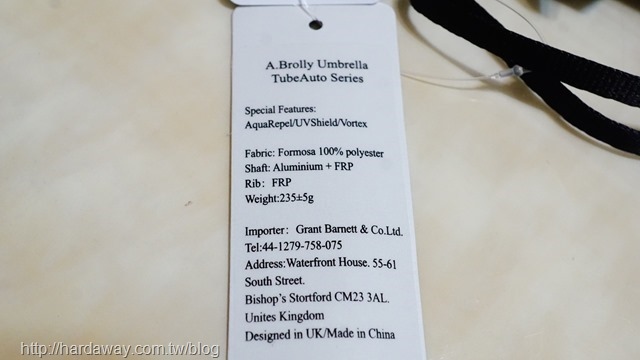 A.Brolly Umbrella
TubeAuto Series
Special Features:
AquaRepel/UVShield/Vortex
Fabric: Formosa 100% polyester
Shaft: Aluminium + FRP
Rib: FRP
Weight:235±5g
Importer: Grant Barnett & Co.Ltd.
Tel:44-1279-758-075
Address:Waterfront House. 55-61
South Street.
Bishop's Stortford CM23 3AL.
Unites Kingdom
Designed in UK/Made in China
http://hardaway.com.tw/blog